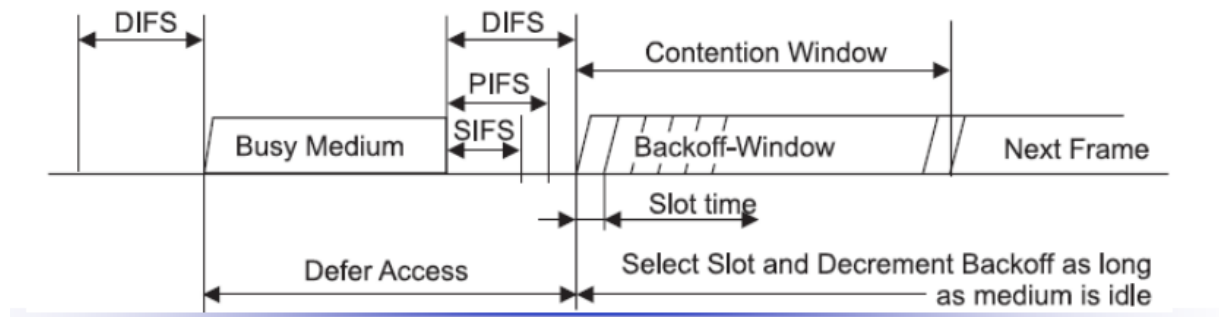 DIFS
DIFS
Contention Window
PIFS
SIFS
Busy Medium
Backoff-Window
Next Frame
Slot time
Defer Access
Select Slot and Decrement Backoff as long
as medium is idle